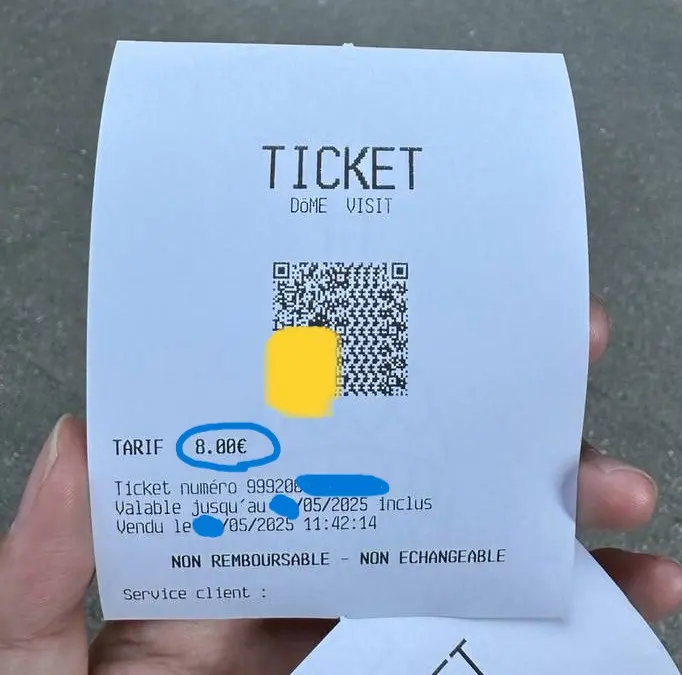 TICKET
DôME VISIT
TARIF 8.00€
Ticket numéro 999200
Valable jusqu'au /05/2025 inclus
Vendu le /05/2025 11:42:14
NON REMBOURSABLE - NON ECHANGEABLE
Service client :